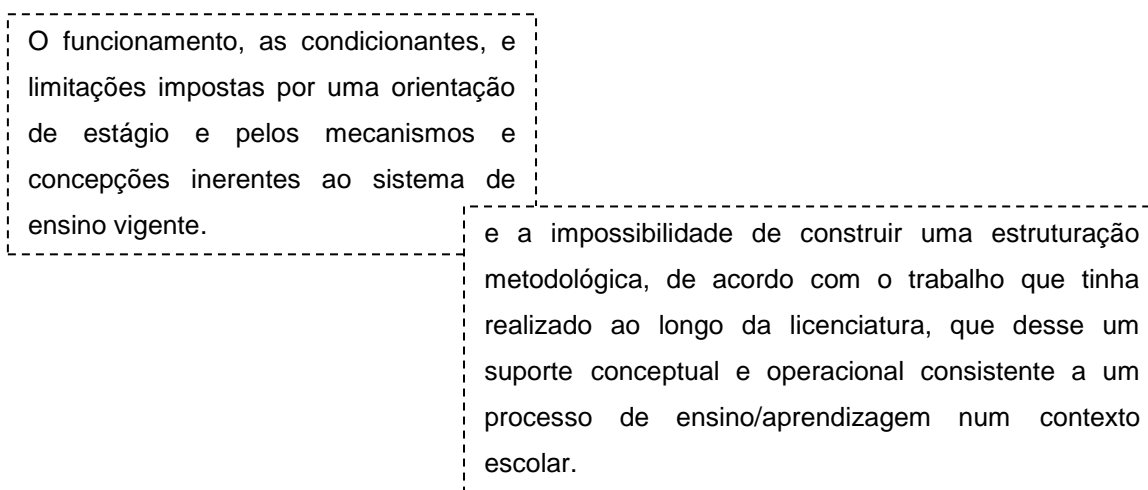 O funcionamento, as condicionantes, e
limitações impostas por uma orientação
de estágio e pelos mecanismos e
concepções inerentes ao sistema de
ensino vigente.
e a impossibilidade de construir uma estruturação
metodológica, de acordo com o trabalho que tinha
realizado ao longo da licenciatura, que desse um
suporte conceptual e operacional consistente a um
processo de ensino/aprendizagem num contexto
escolar.